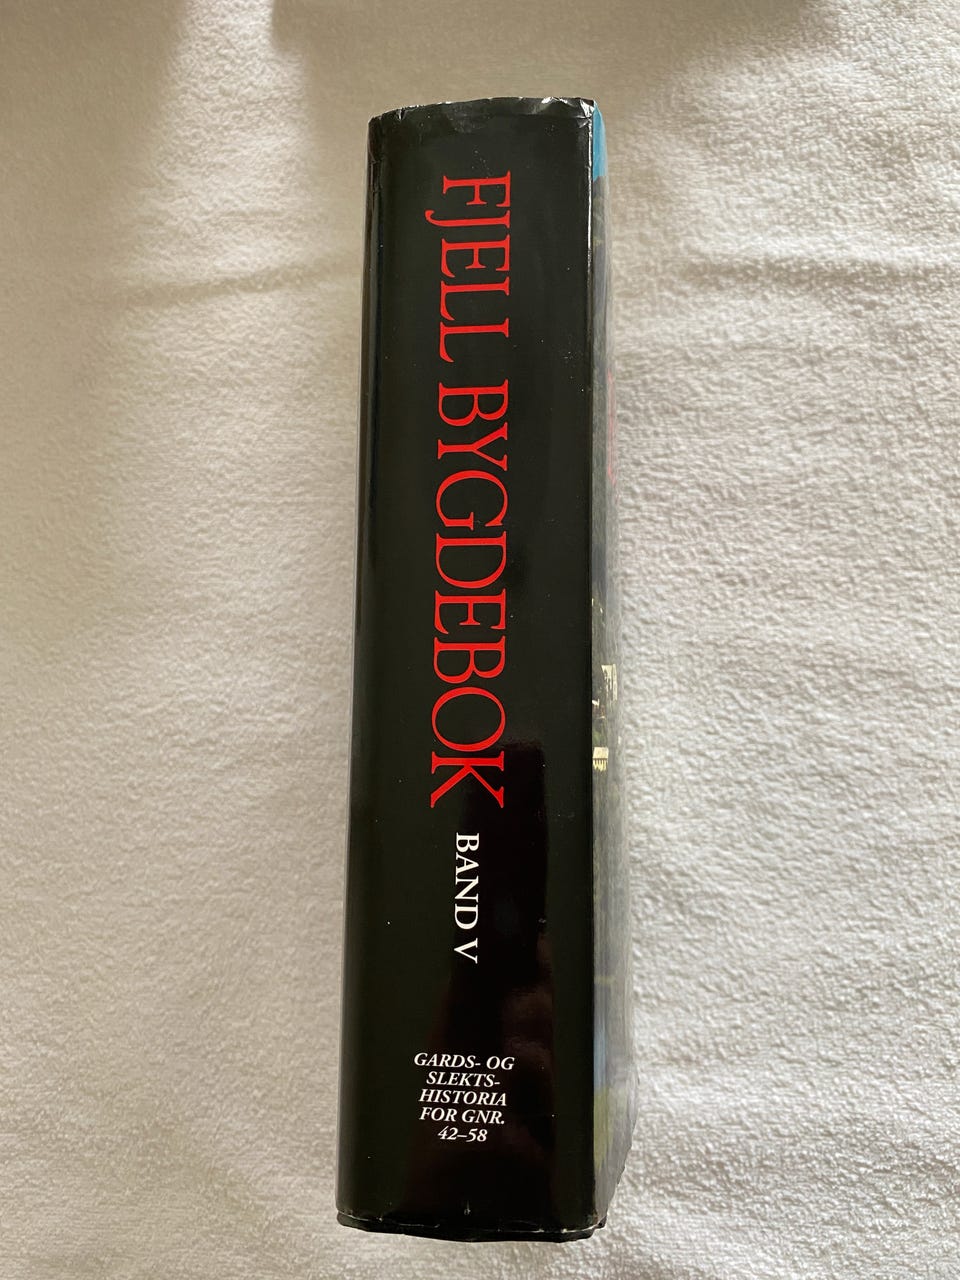 FJELL BYGDEBOK BAND V
GARDS- OG
SLEKTS-
HISTORIA
FOR GNR.
42–58